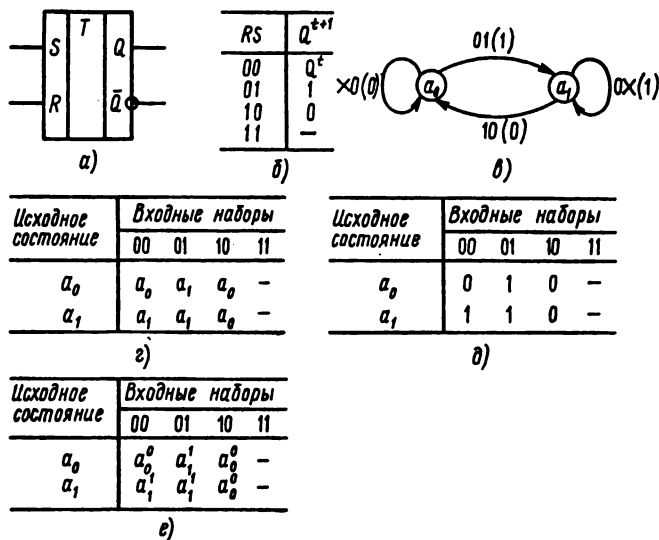 S T Q
R Q̅
а)
RS Q^{t+1}
00 Q^t
01 1
10 0
11 —
б)
01(1)
×0(0) a₀ a₁ 0×(1)
10(0)
в)
Исходное состояние Входные наборы
00 01 10 11
a₀ a₀ a₁ a₀ —
a₁ a₁ a₁ a₀ —
г)
Исходное состояние Входные наборы
00 01 10 11
a₀ 0 1 0 —
a₁ 1 1 0 —
д)
Исходное состояние Входные наборы
00 01 10 11
a₀ a₀⁰ a₁¹ a₀⁰ —
a₁ a₁¹ a₁¹ a₀⁰ —
е)